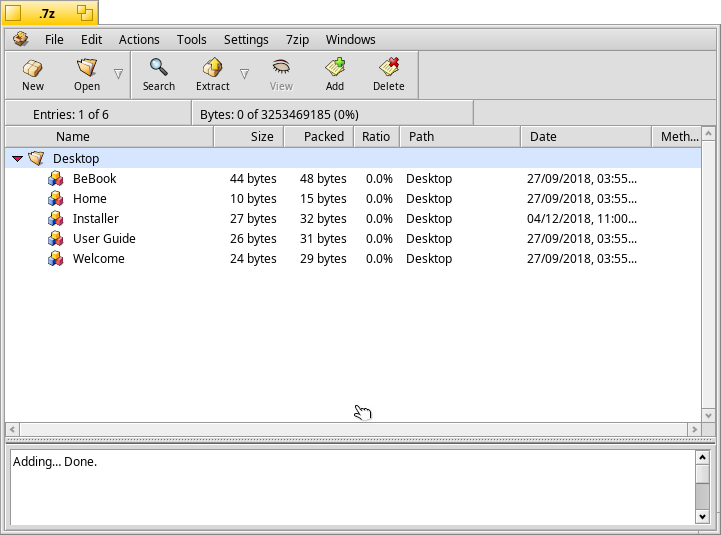 .7z
File Edit Actions Tools Settings 7zip Windows
New Open Search Extract View Add Delete
Entries: 1 of 6 Bytes: 0 of 3253469185 (0%)
Name Size Packed Ratio Path Date Meth...
Desktop
BeBook 44 bytes 48 bytes 0.0% Desktop 27/09/2018, 03:55...
Home 10 bytes 15 bytes 0.0% Desktop 27/09/2018, 03:55...
Installer 27 bytes 32 bytes 0.0% Desktop 04/12/2018, 11:00...
User Guide 26 bytes 31 bytes 0.0% Desktop 27/09/2018, 03:55...
Welcome 24 bytes 29 bytes 0.0% Desktop 27/09/2018, 03:55...
Adding... Done.